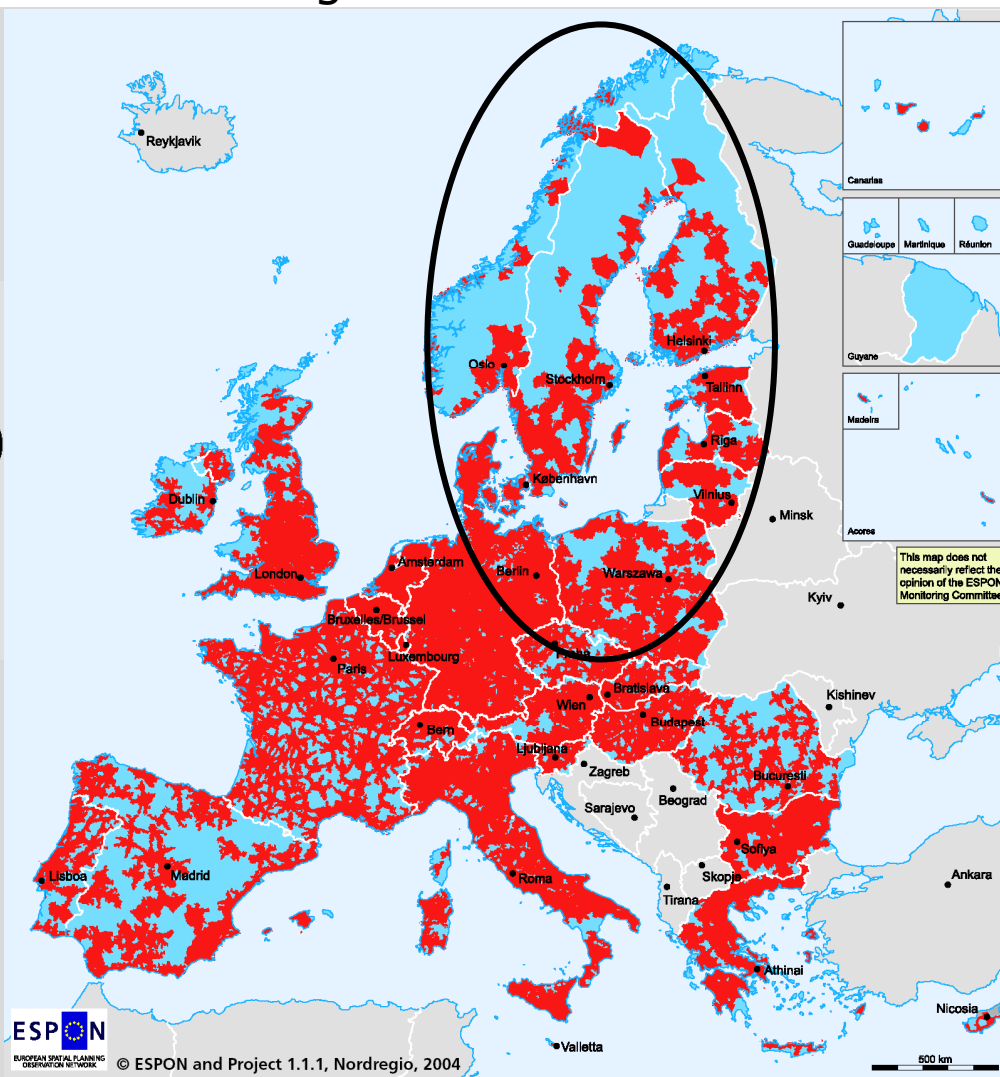 Reykjavik
Canarias
Guadeloupe
Martinique
Réunion
Guyane
Helsinki
Oslo
Stockholm
Tallinn
Madeira
Riga
København
Vilnius
Dublin
Minsk
Acores
This map does not
necessarily reflect the
opinion of the ESPON
Monitoring Committee
Amsterdam
London
Berlin
Warszawa
Kyiv
Bruxelles/Brussel
Luxembourg
Paris
Bratislava
Wien
Kishinev
Budapest
Bern
Ljubljana
Zagreb
Bucuresti
Beograd
Sarajevo
Sofiya
Lisboa
Madrid
Roma
Skopje
Tirana
Ankara
Athinai
Nicosia
Valletta
ESPON
EUROPEAN SPATIAL PLANNING
OBSERVATION NETWORK
© ESPON and Project 1.1.1, Nordregio, 2004
500 km